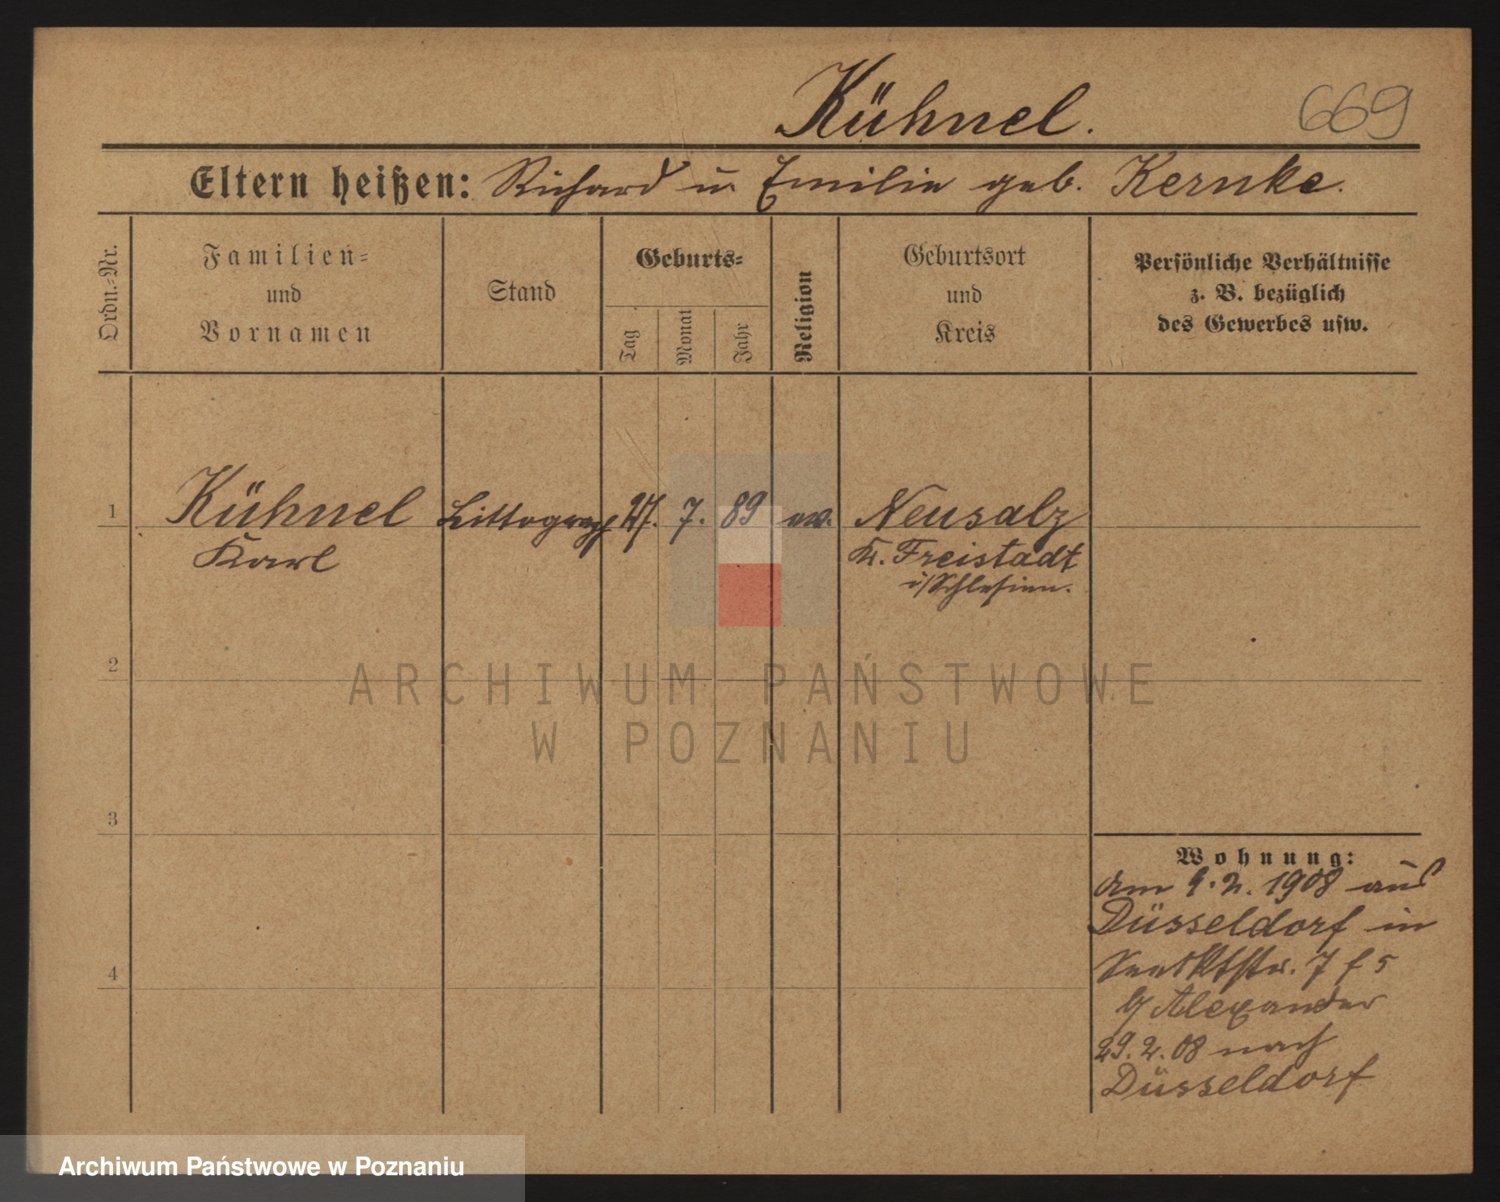 Kühnel. 669
Eltern heißen: Richard u Emilie geb. Kernke.
Ordn.-Nr.
Familien-
und
Vornamen
Stand
Geburts-
Tag
Monat
Jahr
Religion
Geburtsort
und
Kreis
Persönliche Verhältnisse
z. B. bezüglich
des Gewerbes usw.
1 Kühnel Littograph 27. 7. 89 ev. Neusalz
Karl Kr. Freistadt
i/Schlesien.
2
ARCHIWUM PAŃSTWOWE
W POZNANIU
3
Wohnung:
Am 9.2. 1908 aus
Düsseldorf in
7 f 5
4
b/ Alexander
29. 2. 08 nach
Düsseldorf
Archiwum Państwowe w Poznaniu